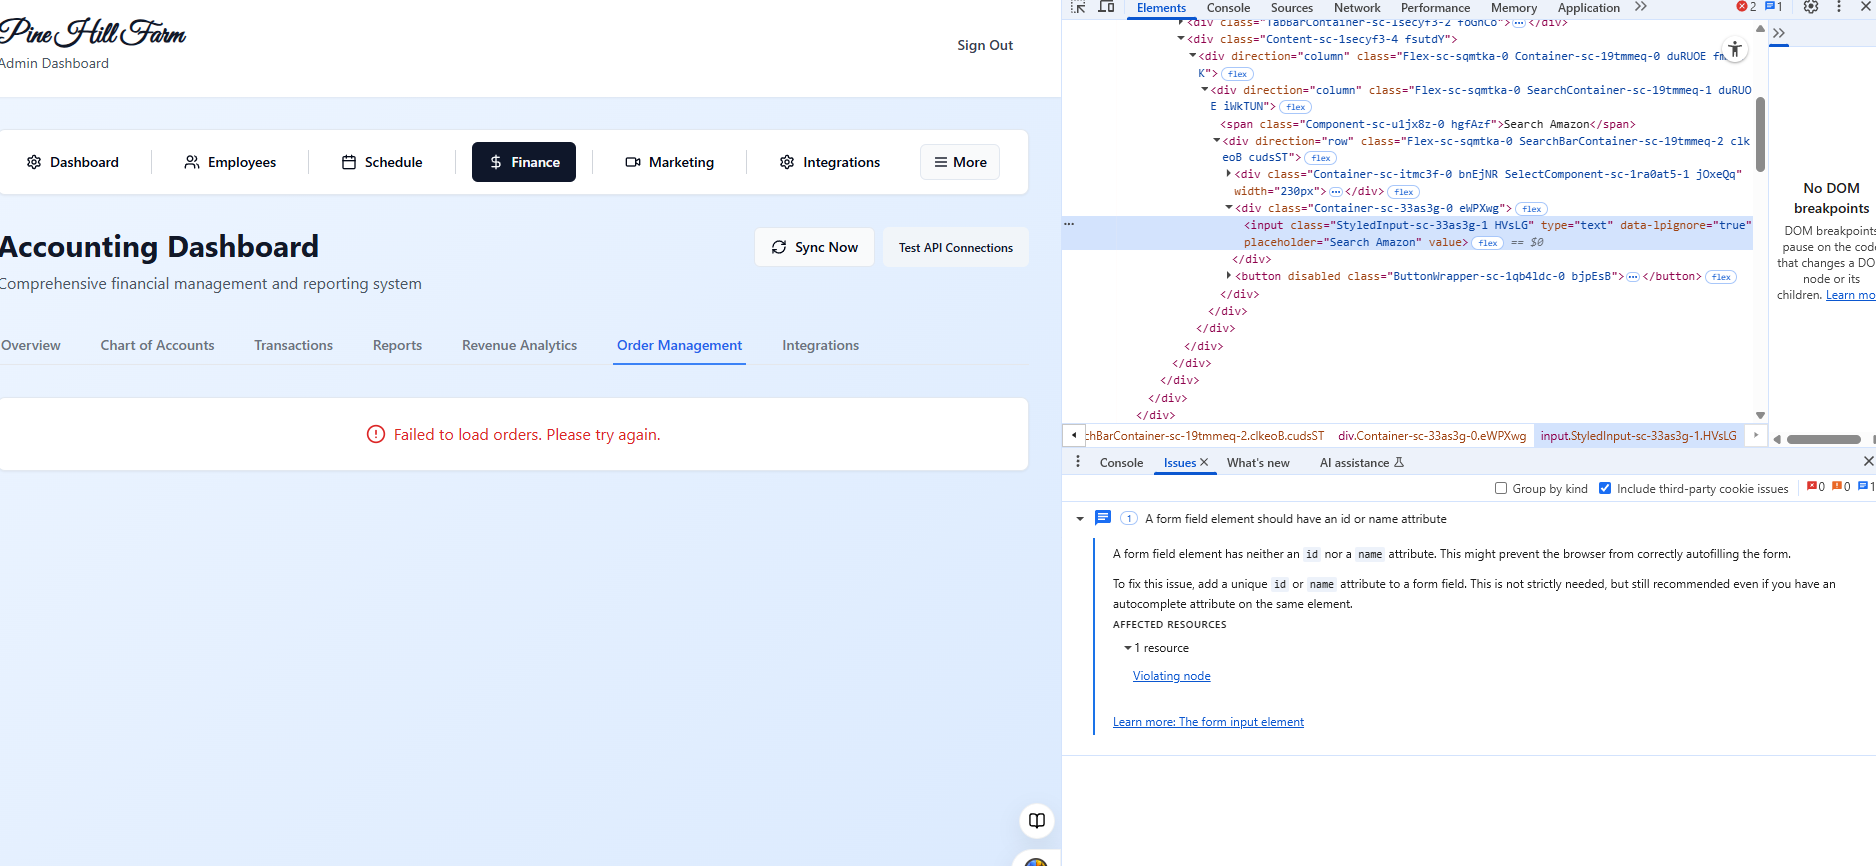 Pine Hill Farm
Admin Dashboard
Sign Out
Dashboard
Employees
Schedule
Finance
Marketing
Integrations
More
Accounting Dashboard
Sync Now
Test API Connections
Comprehensive financial management and reporting system
Overview
Chart of Accounts
Transactions
Reports
Revenue Analytics
Order Management
Integrations
Failed to load orders. Please try again.
Elements
Console
Sources
Network
Performance
Memory
Application
2
1
<div class="TabBarContainer-sc-1secyf3-2 foGhCo"> </div>
<div class="Content-sc-1secyf3-4 fsutdY">
<div direction="column" class="Flex-sc-sqmtka-0 Container-sc-19tmmeq-0 duRUOE
K"> flex
<div direction="column" class="Flex-sc-sqmtka-0 SearchContainer-sc-19tmmeq-1 duRUO
E iWkTUN"> flex
<span class="Component-sc-u1jx8z-0 hgfAzf">Search Amazon</span>
<div direction="row" class="Flex-sc-sqmtka-0 SearchBarContainer-sc-19tmmeq-2 clk
eoB cudsST"> flex
<div class="Container-sc-itmc3f-0 bnEjNR SelectComponent-sc-1ra0at5-1 jOxeQq"
width="230px"> </div> flex
<div class="Container-sc-33as3g-0 eWPXwg"> flex
<input class="StyledInput-sc-33as3g-1 HVsLG" type="text" data-lpignore="true"
placeholder="Search Amazon" value> flex == $0
</div>
<button disabled class="ButtonWrapper-sc-1qb4ldc-0 bjpEsB"> </button> flex
</div>
</div>
</div>
</div>
</div>
</div>
</div>
</div>
chBarContainer-sc-19tmmeq-2.clkeoB.cudsST
div.Container-sc-33as3g-0.eWPXwg
input.StyledInput-sc-33as3g-1.HVsLG
No DOM
breakpoints
DOM breakpoints
pause on the code
that changes a DO
node or its
children. Learn mo
Console
Issues
What's new
AI assistance
Group by kind
Include third-party cookie issues
0
0
1
1 A form field element should have an id or name attribute
A form field element has neither an id nor a name attribute. This might prevent the browser from correctly autofilling the form.
To fix this issue, add a unique id or name attribute to a form field. This is not strictly needed, but still recommended even if you have an
autocomplete attribute on the same element.
AFFECTED RESOURCES
1 resource
Violating node
Learn more: The form input element